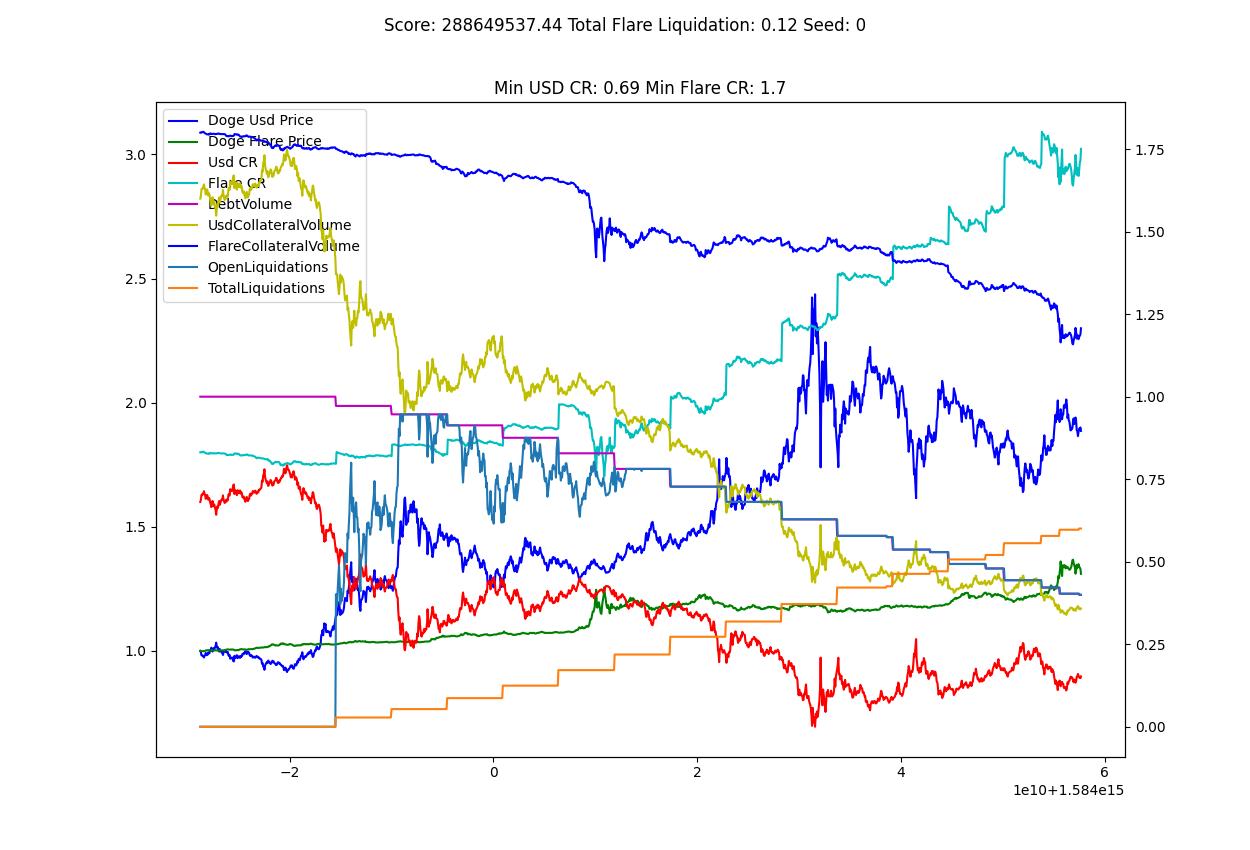 Score: 288649537.44 Total Flare Liquidation: 0.12 Seed: 0
Min USD CR: 0.69 Min Flare CR: 1.7
Doge Usd Price
Doge Flare Price
Usd CR
Flare CR
DebtVolume
UsdCollateralVolume
FlareCollateralVolume
OpenLiquidations
TotalLiquidations
3.0
2.5
2.0
1.5
1.0
1.75
1.50
1.25
1.00
0.75
0.50
0.25
0.00
−2
0
2
4
6
1e10+1.584e15